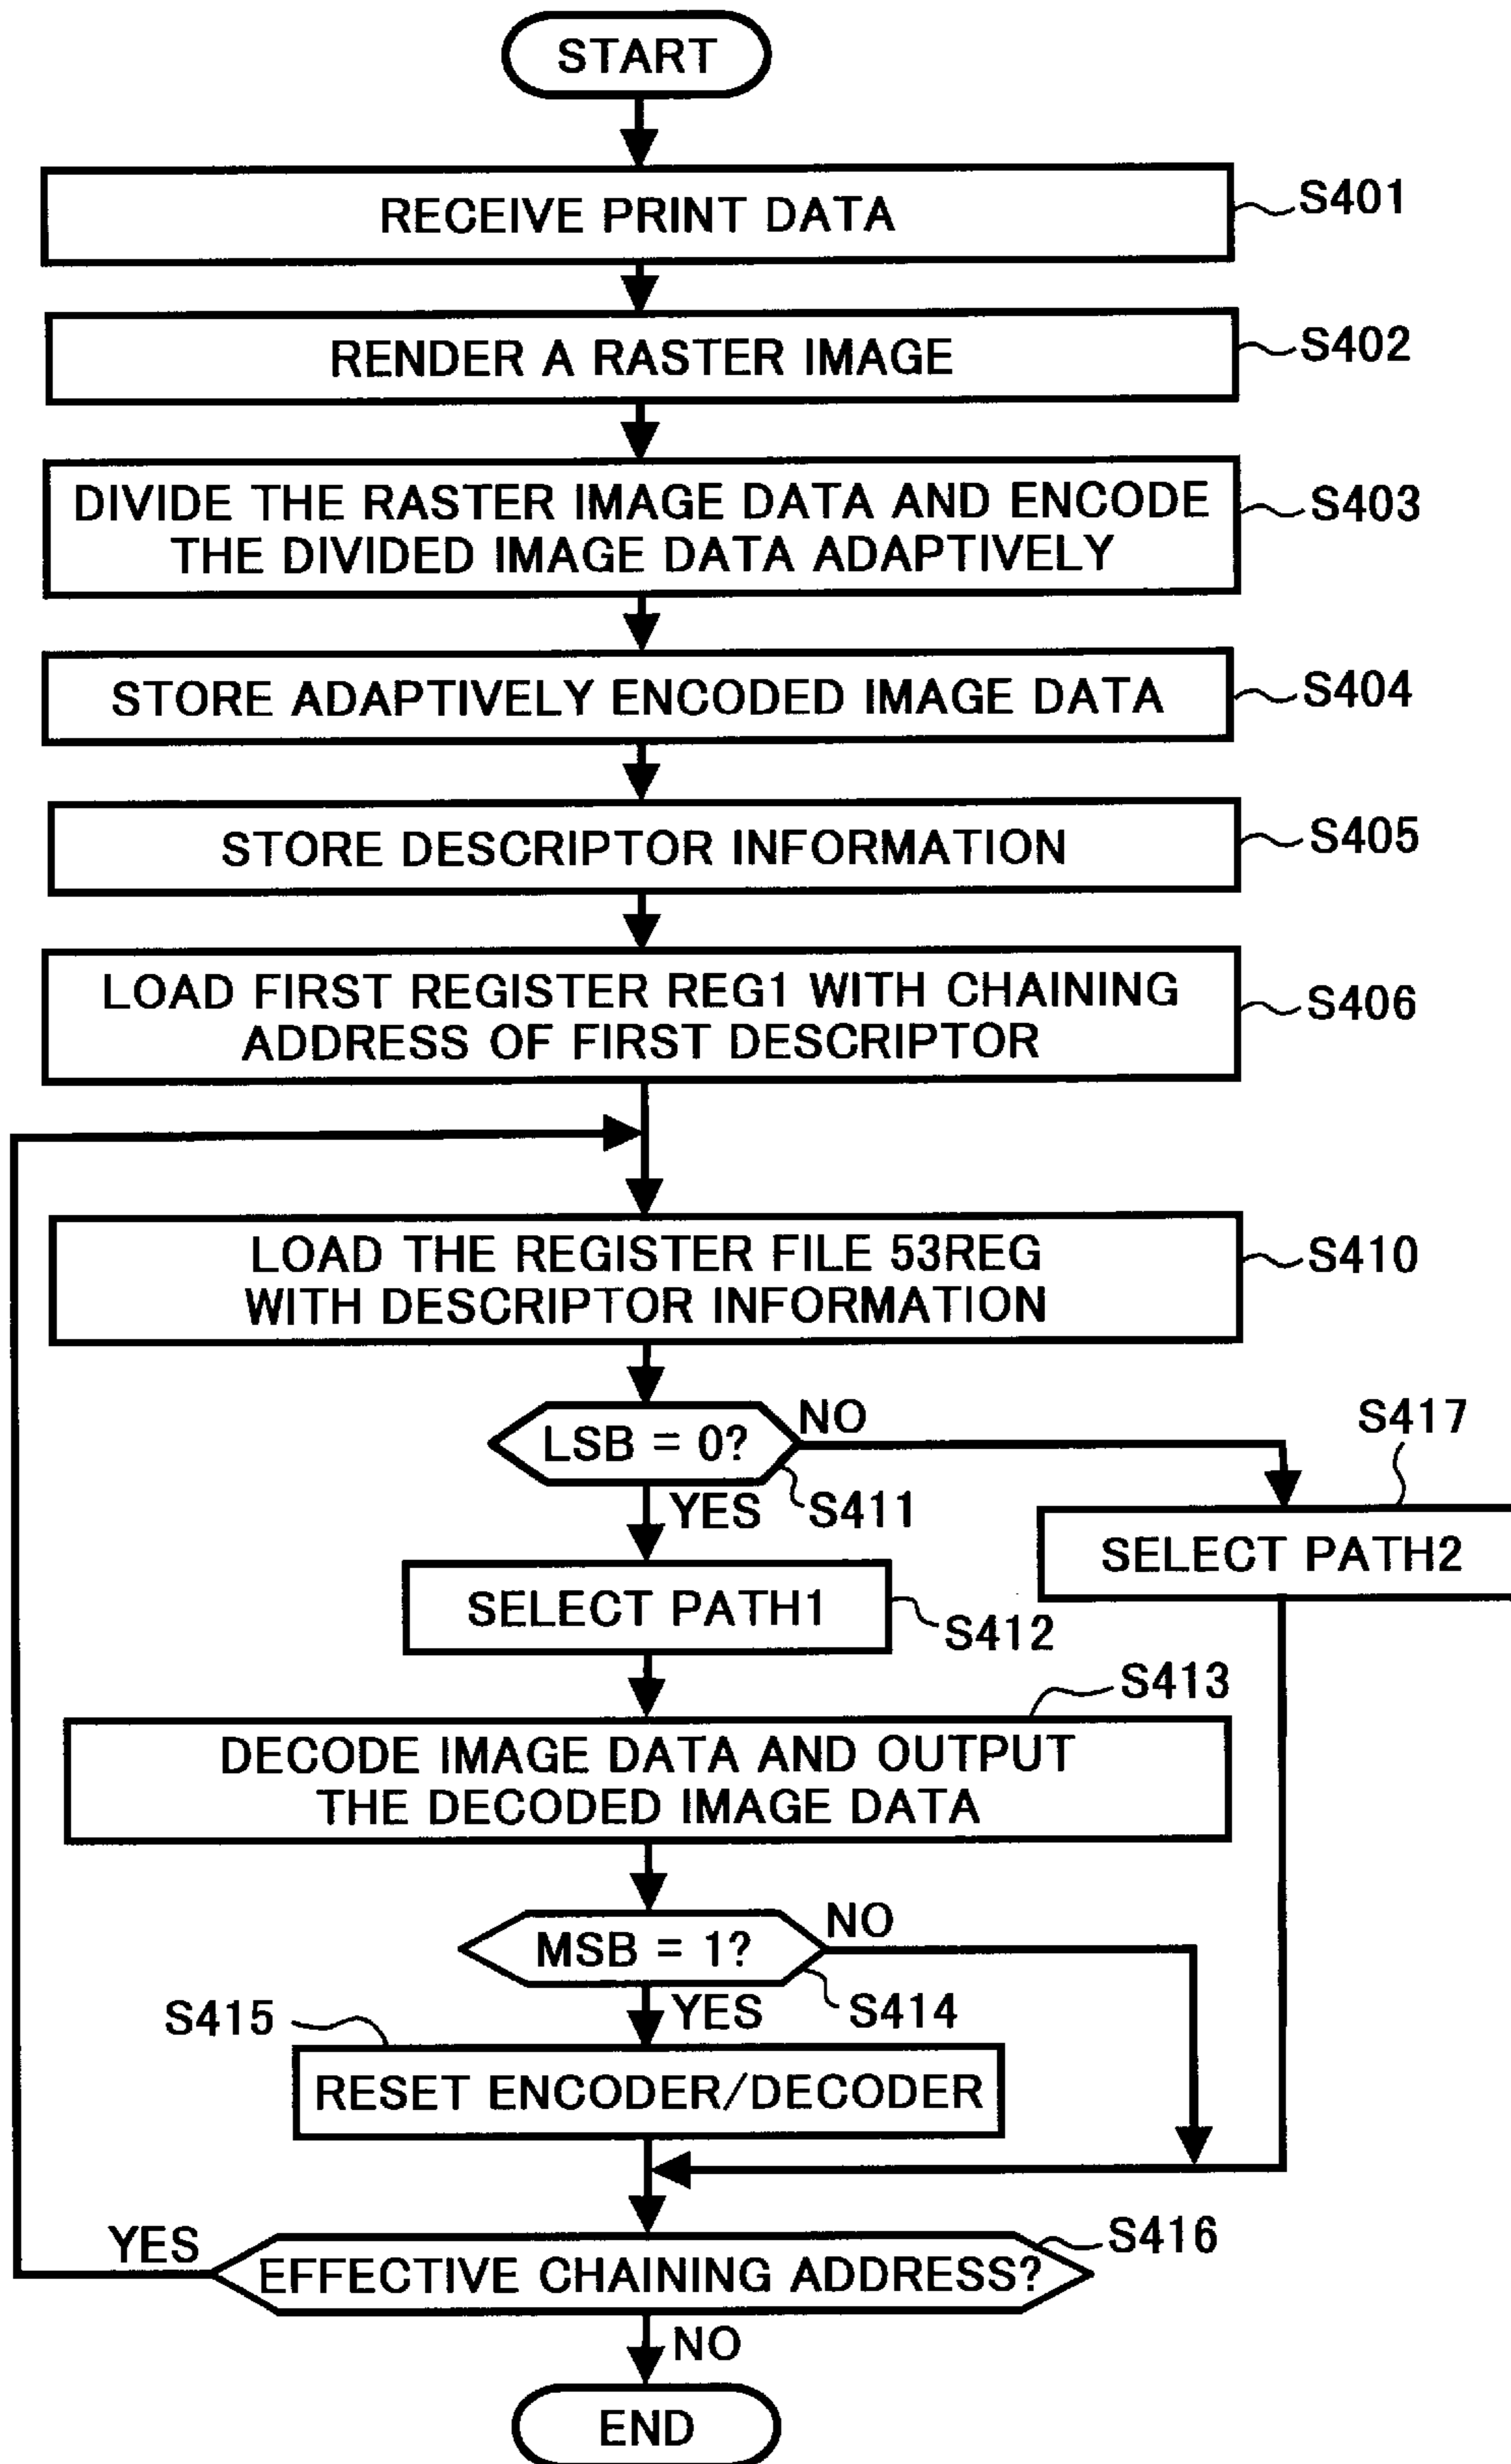 START
RECEIVE PRINT DATA
S401
RENDER A RASTER IMAGE
S402
DIVIDE THE RASTER IMAGE DATA AND ENCODE
THE DIVIDED IMAGE DATA ADAPTIVELY
S403
STORE ADAPTIVELY ENCODED IMAGE DATA
S404
STORE DESCRIPTOR INFORMATION
S405
LOAD FIRST REGISTER REG1 WITH CHAINING
ADDRESS OF FIRST DESCRIPTOR
S406
LOAD THE REGISTER FILE 53REG
WITH DESCRIPTOR INFORMATION
S410
LSB = 0?
NO
YES
S411
S417
SELECT PATH2
SELECT PATH1
S412
S413
DECODE IMAGE DATA AND OUTPUT
THE DECODED IMAGE DATA
MSB = 1?
NO
YES
S414
S415
RESET ENCODER/DECODER
YES
EFFECTIVE CHAINING ADDRESS?
S416
NO
END